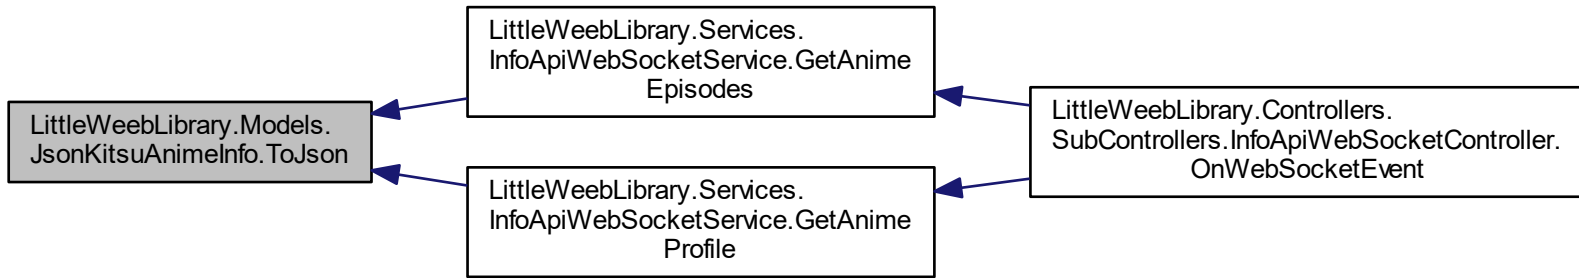 LittleWeebLibrary.Models.
JsonKitsuAnimeInfo.ToJson
LittleWeebLibrary.Services.
InfoApiWebSocketService.GetAnime
Episodes
LittleWeebLibrary.Services.
InfoApiWebSocketService.GetAnime
Profile
LittleWeebLibrary.Controllers.
SubControllers.InfoApiWebSocketController.
OnWebSocketEvent